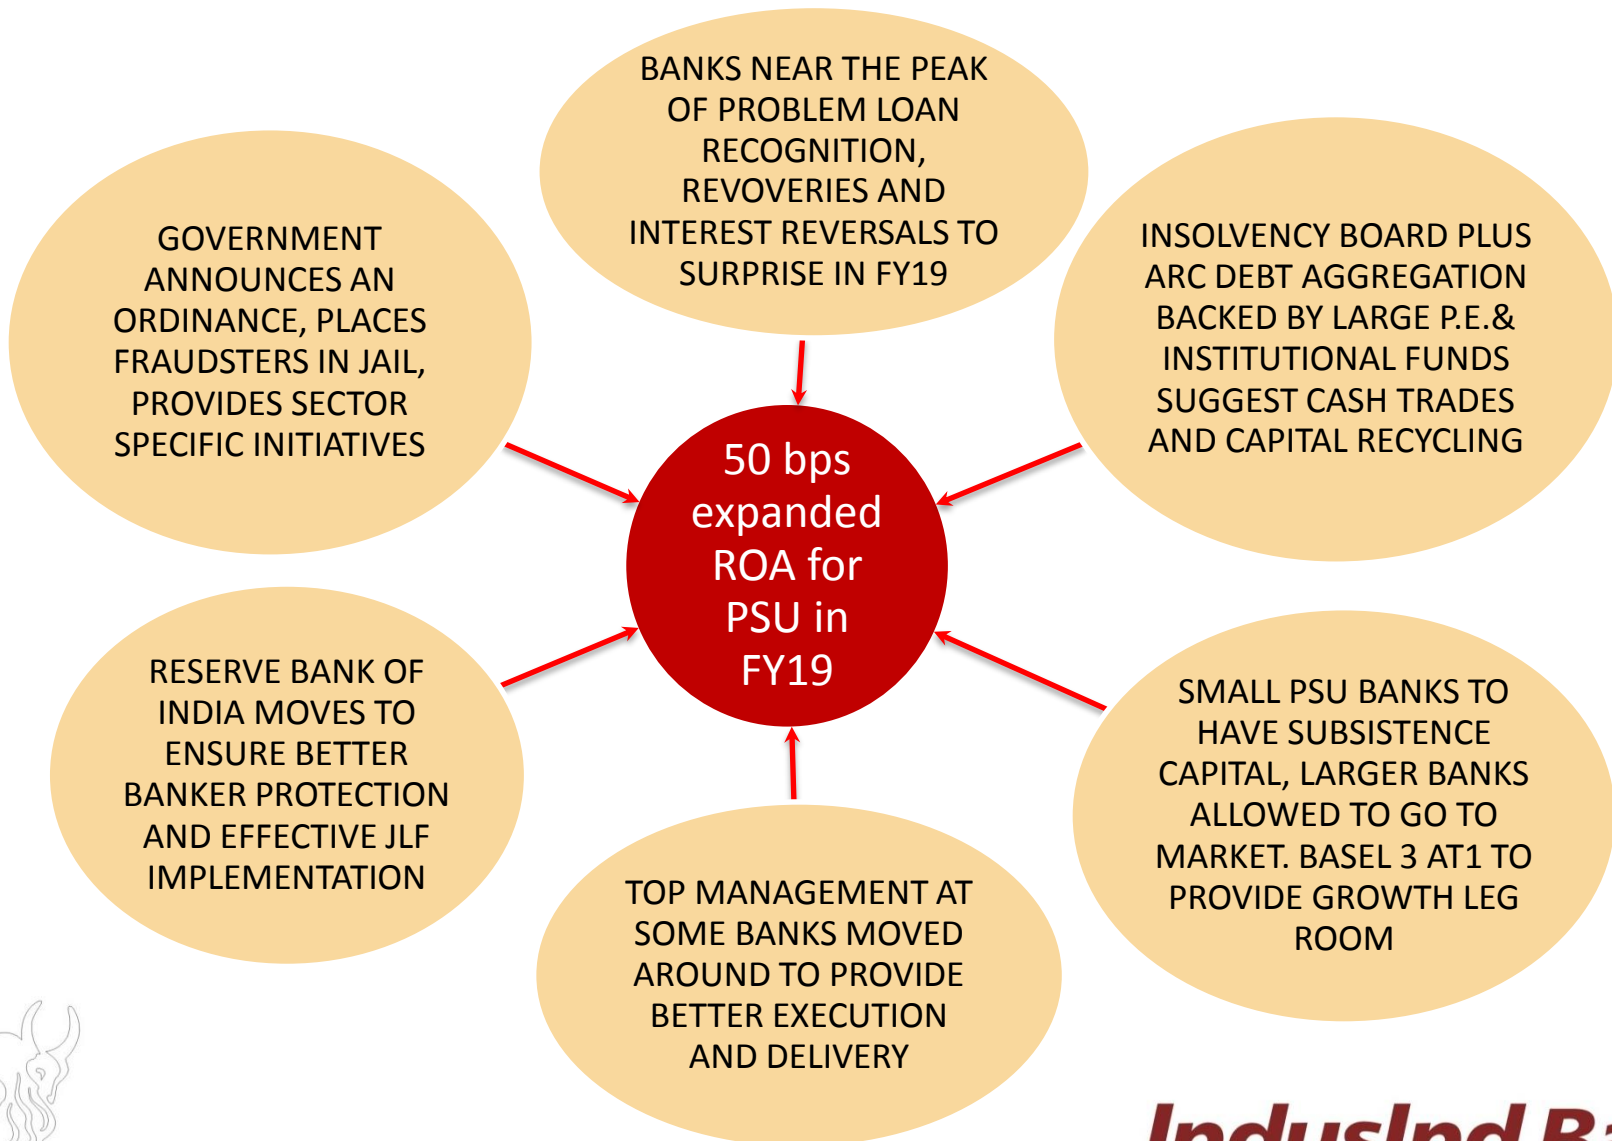 BANKS NEAR THE PEAK
OF PROBLEM LOAN
RECOGNITION,
REVOVERIES AND
INTEREST REVERSALS TO
SURPRISE IN FY19
GOVERNMENT
ANNOUNCES AN
ORDINANCE, PLACES
FRAUDSTERS IN JAIL,
PROVIDES SECTOR
SPECIFIC INITIATIVES
INSOLVENCY BOARD PLUS
ARC DEBT AGGREGATION
BACKED BY LARGE P.E.&
INSTITUTIONAL FUNDS
SUGGEST CASH TRADES
AND CAPITAL RECYCLING
50 bps
expanded
ROA for
PSU in
FY19
RESERVE BANK OF
INDIA MOVES TO
ENSURE BETTER
BANKER PROTECTION
AND EFFECTIVE JLF
IMPLEMENTATION
SMALL PSU BANKS TO
HAVE SUBSISTENCE
CAPITAL, LARGER BANKS
ALLOWED TO GO TO
MARKET. BASEL 3 AT1 TO
PROVIDE GROWTH LEG
ROOM
TOP MANAGEMENT AT
SOME BANKS MOVED
AROUND TO PROVIDE
BETTER EXECUTION
AND DELIVERY
IndusInd